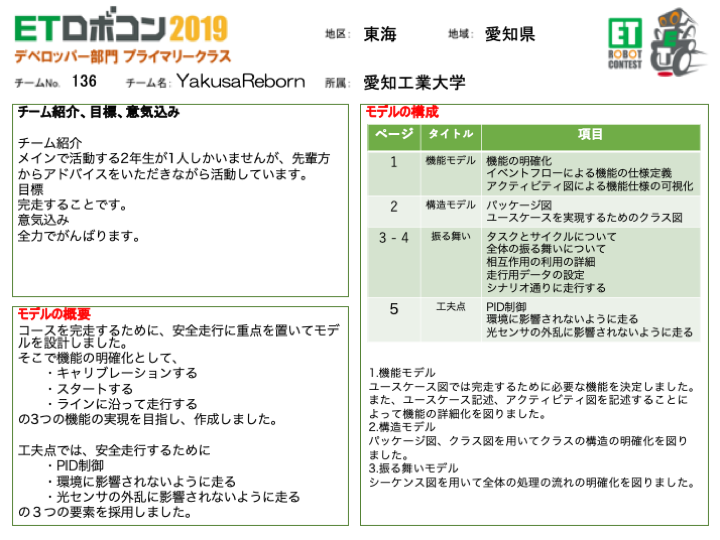 ETロボコン2019
デベロッパー部門 プライマリークラス
地区： 東海 地域： 愛知県
チームNo. 136 チーム名： YakusaReborn 所属： 愛知工業大学
ET
ROBOT
CONTEST
チーム紹介、目標、意気込み
チーム紹介
メインで活動する2年生が1人しかいませんが、先輩方
からアドバイスをいただきながら活動しています。
目標
完走することです。
意気込み
全力でがんばります。
モデルの概要
コースを完走するために、安全走行に重点を置いてモデ
ルを設計しました。
そこで機能の明確化として、
・キャリブレーションする
・スタートする
・ラインに沿って走行する
の3つの機能の実現を目指し、作成しました。
工夫点では、安全走行するために
・PID制御
・環境に影響されないように走る
・光センサの外乱に影響されないように走る
の３つの要素を採用しました。
モデルの構成
ページ タイトル 項目
1 機能モデル 機能の明確化
イベントフローによる機能の仕様定義
アクティビティ図による機能仕様の可視化
2 構造モデル パッケージ図
ユースケースを実現するためのクラス図
3 - 4 振る舞い タスクとサイクルについて
全体の振る舞いについて
相互作用の利用の詳細
走行用データの設定
シナリオ通りに走行する
5 工夫点 PID制御
環境に影響されないように走る
光センサの外乱に影響されないように走る
1.機能モデル
ユースケース図では完走するために必要な機能を決定しました。
また、ユースケース記述、アクティビティ図を記述することに
よって機能の詳細化を図りました。
2.構造モデル
パッケージ図、クラス図を用いてクラスの構造の明確化を図り
ました。
3.振る舞いモデル
シーケンス図を用いて全体の処理の流れの明確化を図りました。